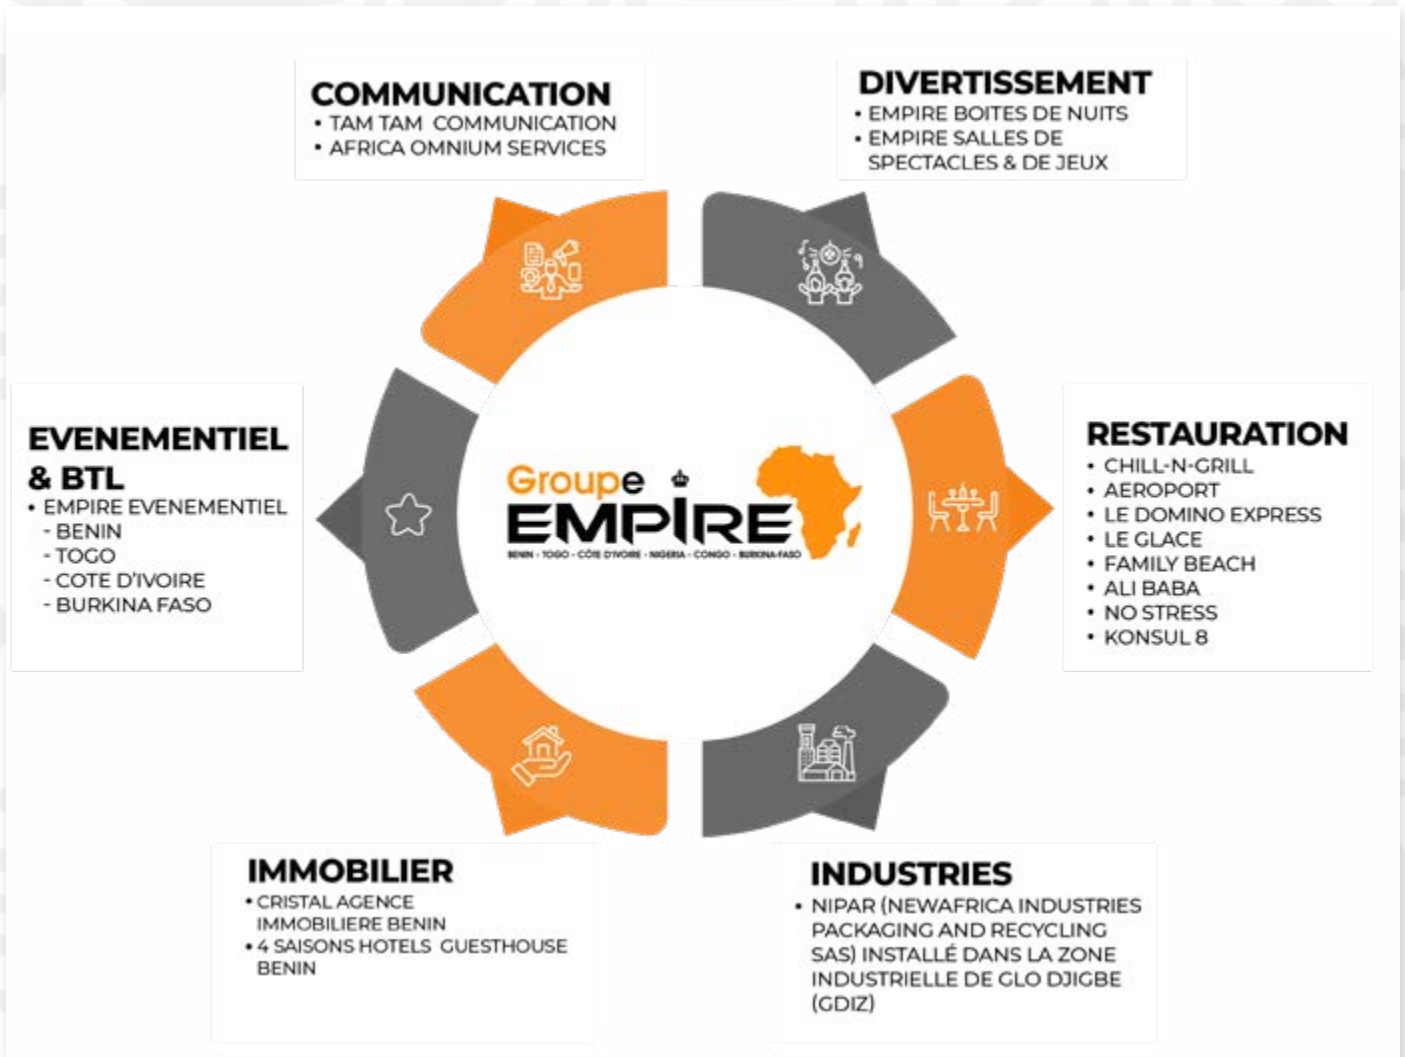 COMMUNICATION
• TAM TAM COMMUNICATION
• AFRICA OMNIUM SERVICES
DIVERTISSEMENT
• EMPIRE BOITES DE NUITS
• EMPIRE SALLES DE
SPECTACLES & DE JEUX
EVENEMENTIEL
& BTL
• EMPIRE EVENEMENTIEL
- BENIN
- TOGO
- COTE D'IVOIRE
- BURKINA FASO
Groupe
EMPIRE
BENIN - TOGO - CÔTE D'IVOIRE - NIGERIA - CONGO - BURKINA-FASO
RESTAURATION
• CHILL-N-GRILL
• AEROPORT
• LE DOMINO EXPRESS
• LE GLACE
• FAMILY BEACH
• ALI BABA
• NO STRESS
• KONSUL 8
IMMOBILIER
• CRISTAL AGENCE
IMMOBILIERE BENIN
• 4 SAISONS HOTELS GUESTHOUSE
BENIN
INDUSTRIES
• NIPAR (NEWAFRICA INDUSTRIES
PACKAGING AND RECYCLING
SAS) INSTALLÉ DANS LA ZONE
INDUSTRIELLE DE GLO DJIGBE
(GDIZ)